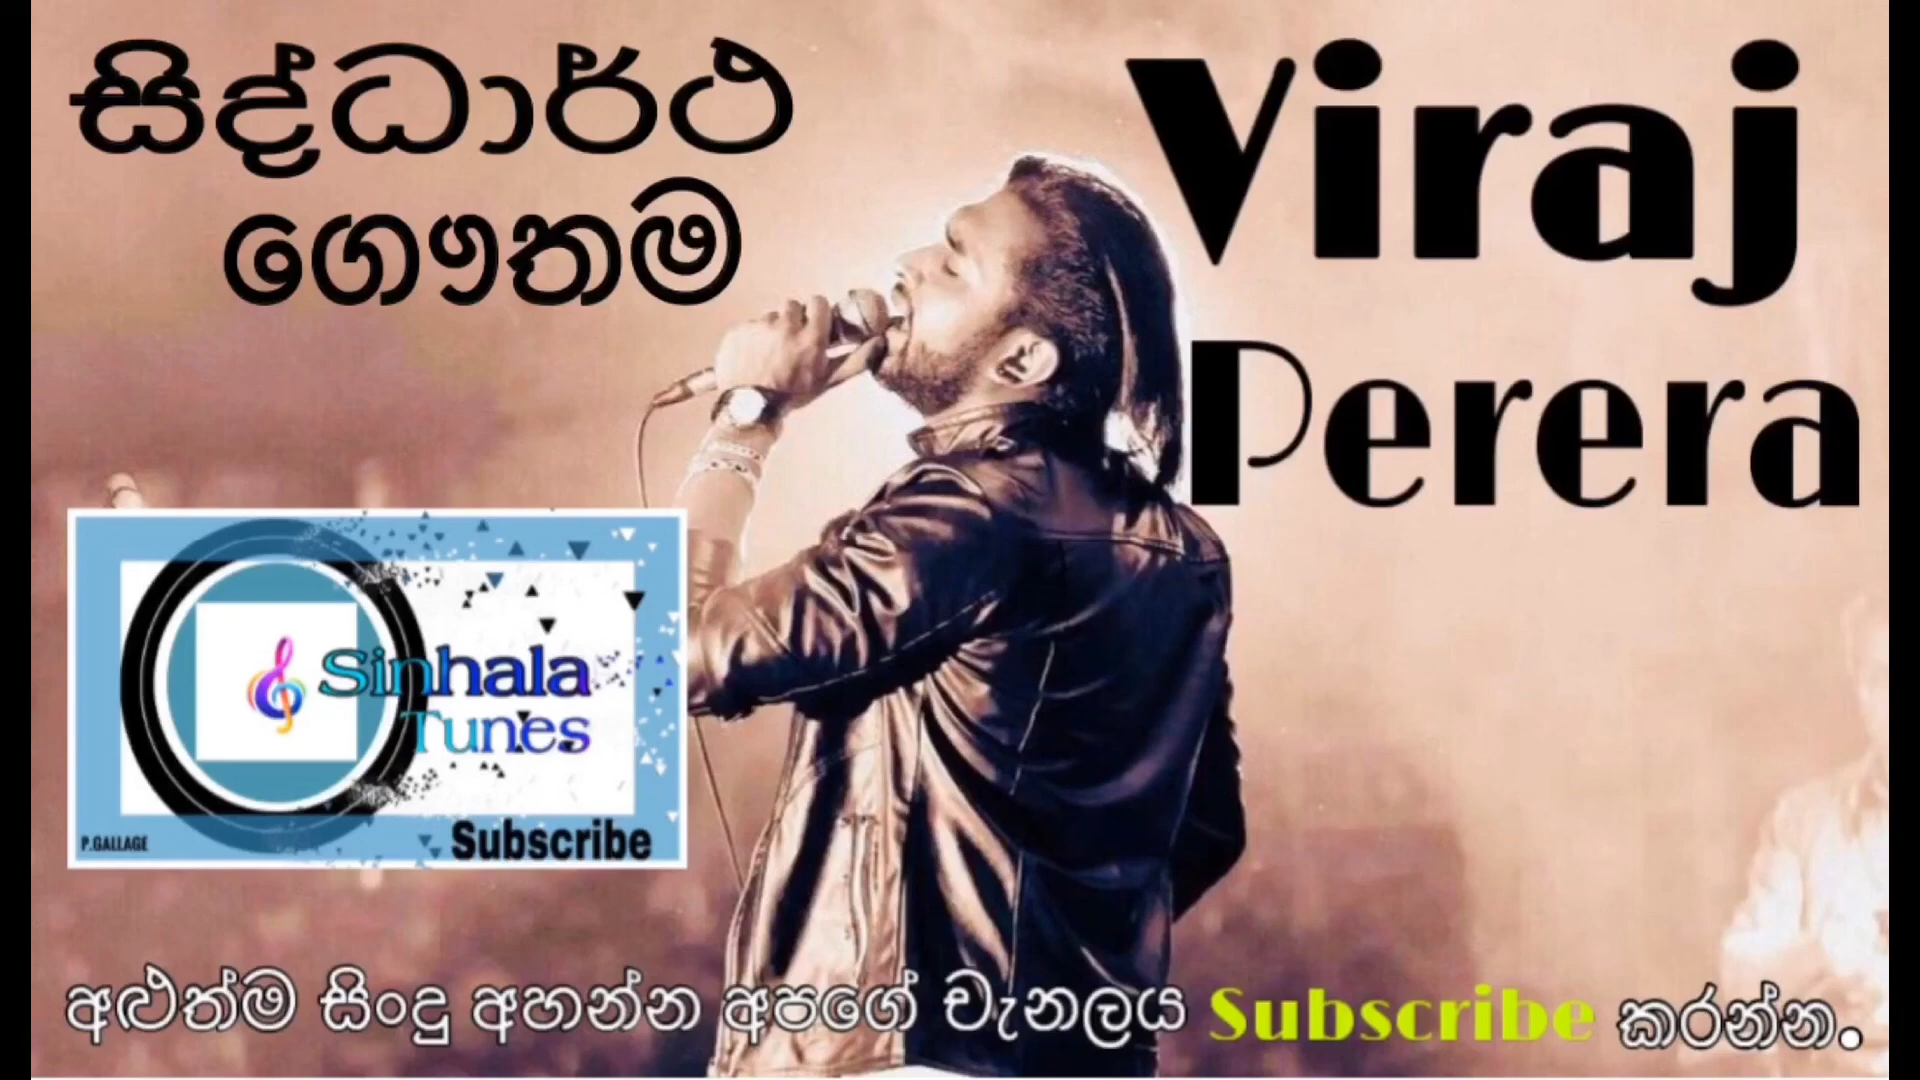 සිද්ධාර්ථ
ගෞතම
Viraj
Perera
Sinhala
Tunes
P.GALLAGE
Subscribe
අළුත්ම සිංදු අහන්න අපගේ චැනලය Subscribe කරන්න.